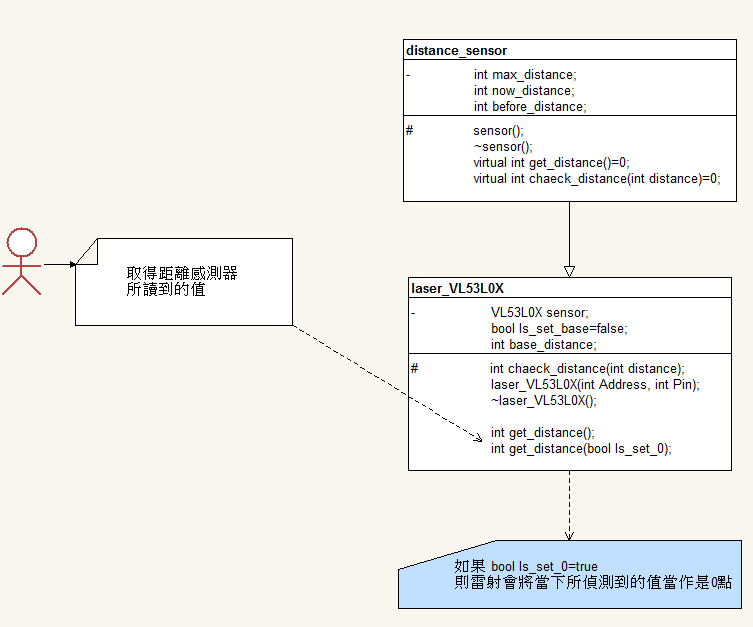 distance_sensor
- int max_distance;
int now_distance;
int before_distance;
# sensor();
~sensor();
virtual int get_distance()=0;
virtual int chaeck_distance(int distance)=0;
取得距離感測器
所讀到的值
laser_VL53L0X
- VL53L0X sensor;
bool ls_set_base=false;
int base_distance;
# int chaeck_distance(int distance);
laser_VL53L0X(int Address, int Pin);
~laser_VL53L0X();
int get_distance();
int get_distance(bool ls_set_0);
如果 bool ls_set_0=true
則雷射會將當下所偵測到的值當作是0點